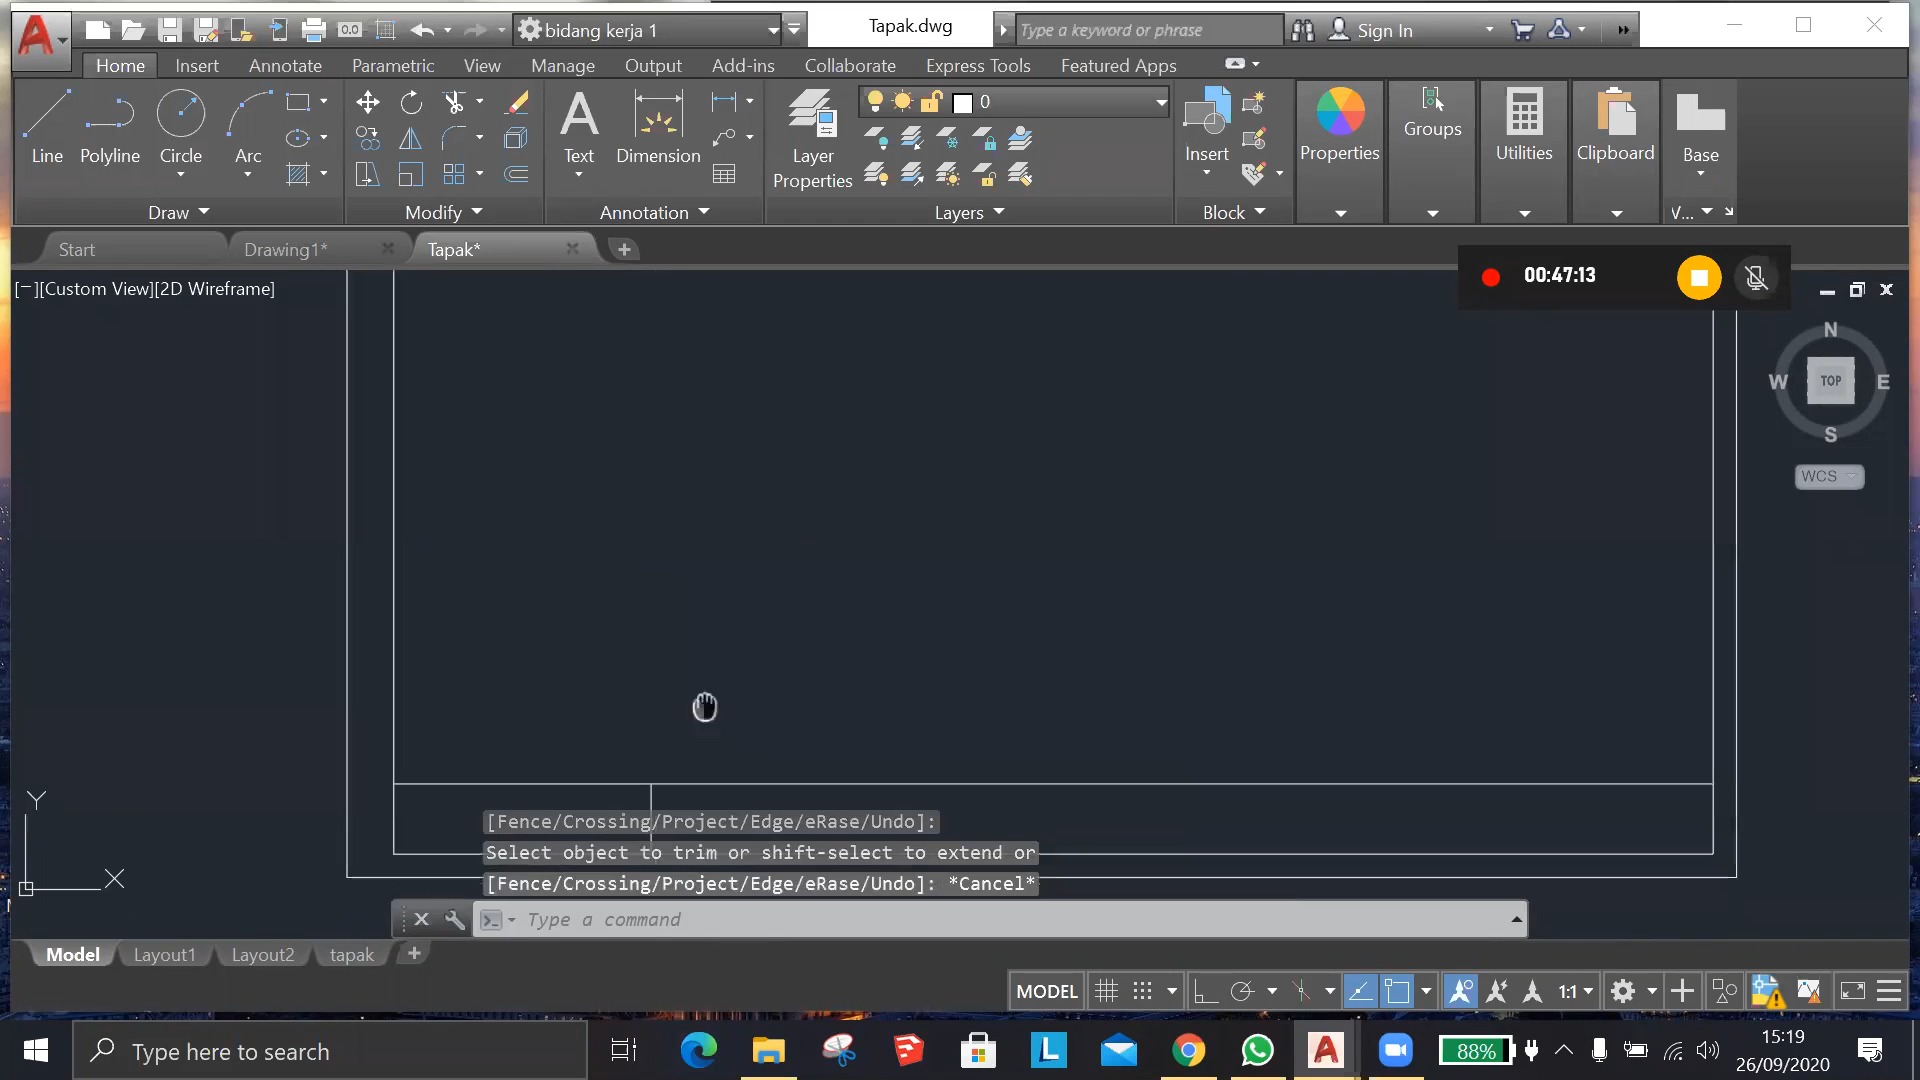 bidang kerja 1
Tapak.dwg
Type a keyword or phrase
Sign In
Home Insert Annotate Parametric View Manage Output Add-ins Collaborate Express Tools Featured Apps
0
Line Polyline Circle Arc
Text Dimension
Layer
Properties
Insert
Properties
Groups
Utilities
Clipboard
Base
Draw Modify Annotation Layers Block V...
Start Drawing1* Tapak*
[−][Custom View][2D Wireframe]
00:47:13
N
W TOP E
S
WCS
Y
X
[Fence/Crossing/Project/Edge/eRase/Undo]:
Select object to trim or shift-select to extend or
[Fence/Crossing/Project/Edge/eRase/Undo]: *Cancel*
Type a command
Model Layout1 Layout2 tapak
MODEL 1:1
Type here to search
88%
15:19
26/09/2020